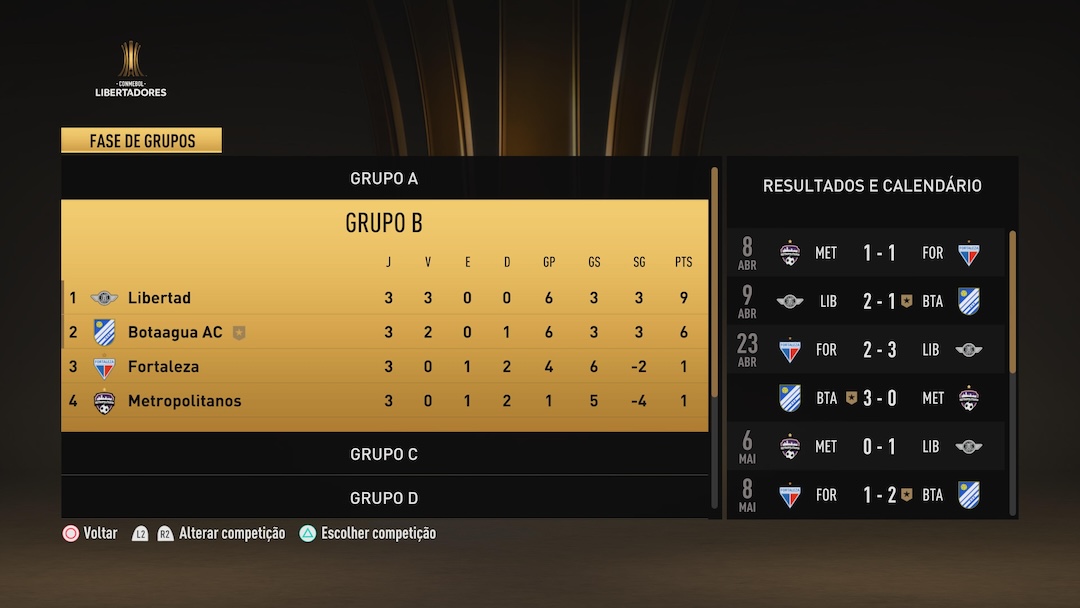 ·CONMEBOL·
LIBERTADORES
FASE DE GRUPOS
GRUPO A
GRUPO B
J V E D GP GS SG PTS
1 Libertad 3 3 0 0 6 3 3 9
2 Botaagua AC 3 2 0 1 6 3 3 6
3 Fortaleza 3 0 1 2 4 6 -2 1
4 Metropolitanos 3 0 1 2 1 5 -4 1
GRUPO C
GRUPO D
RESULTADOS E CALENDÁRIO
8 ABR MET 1 - 1 FOR
9 ABR LIB 2 - 1 BTA
23 ABR FOR 2 - 3 LIB
BTA 3 - 0 MET
6 MAI MET 0 - 1 LIB
8 MAI FOR 1 - 2 BTA
Voltar L2 R2 Alterar competição Escolher competição